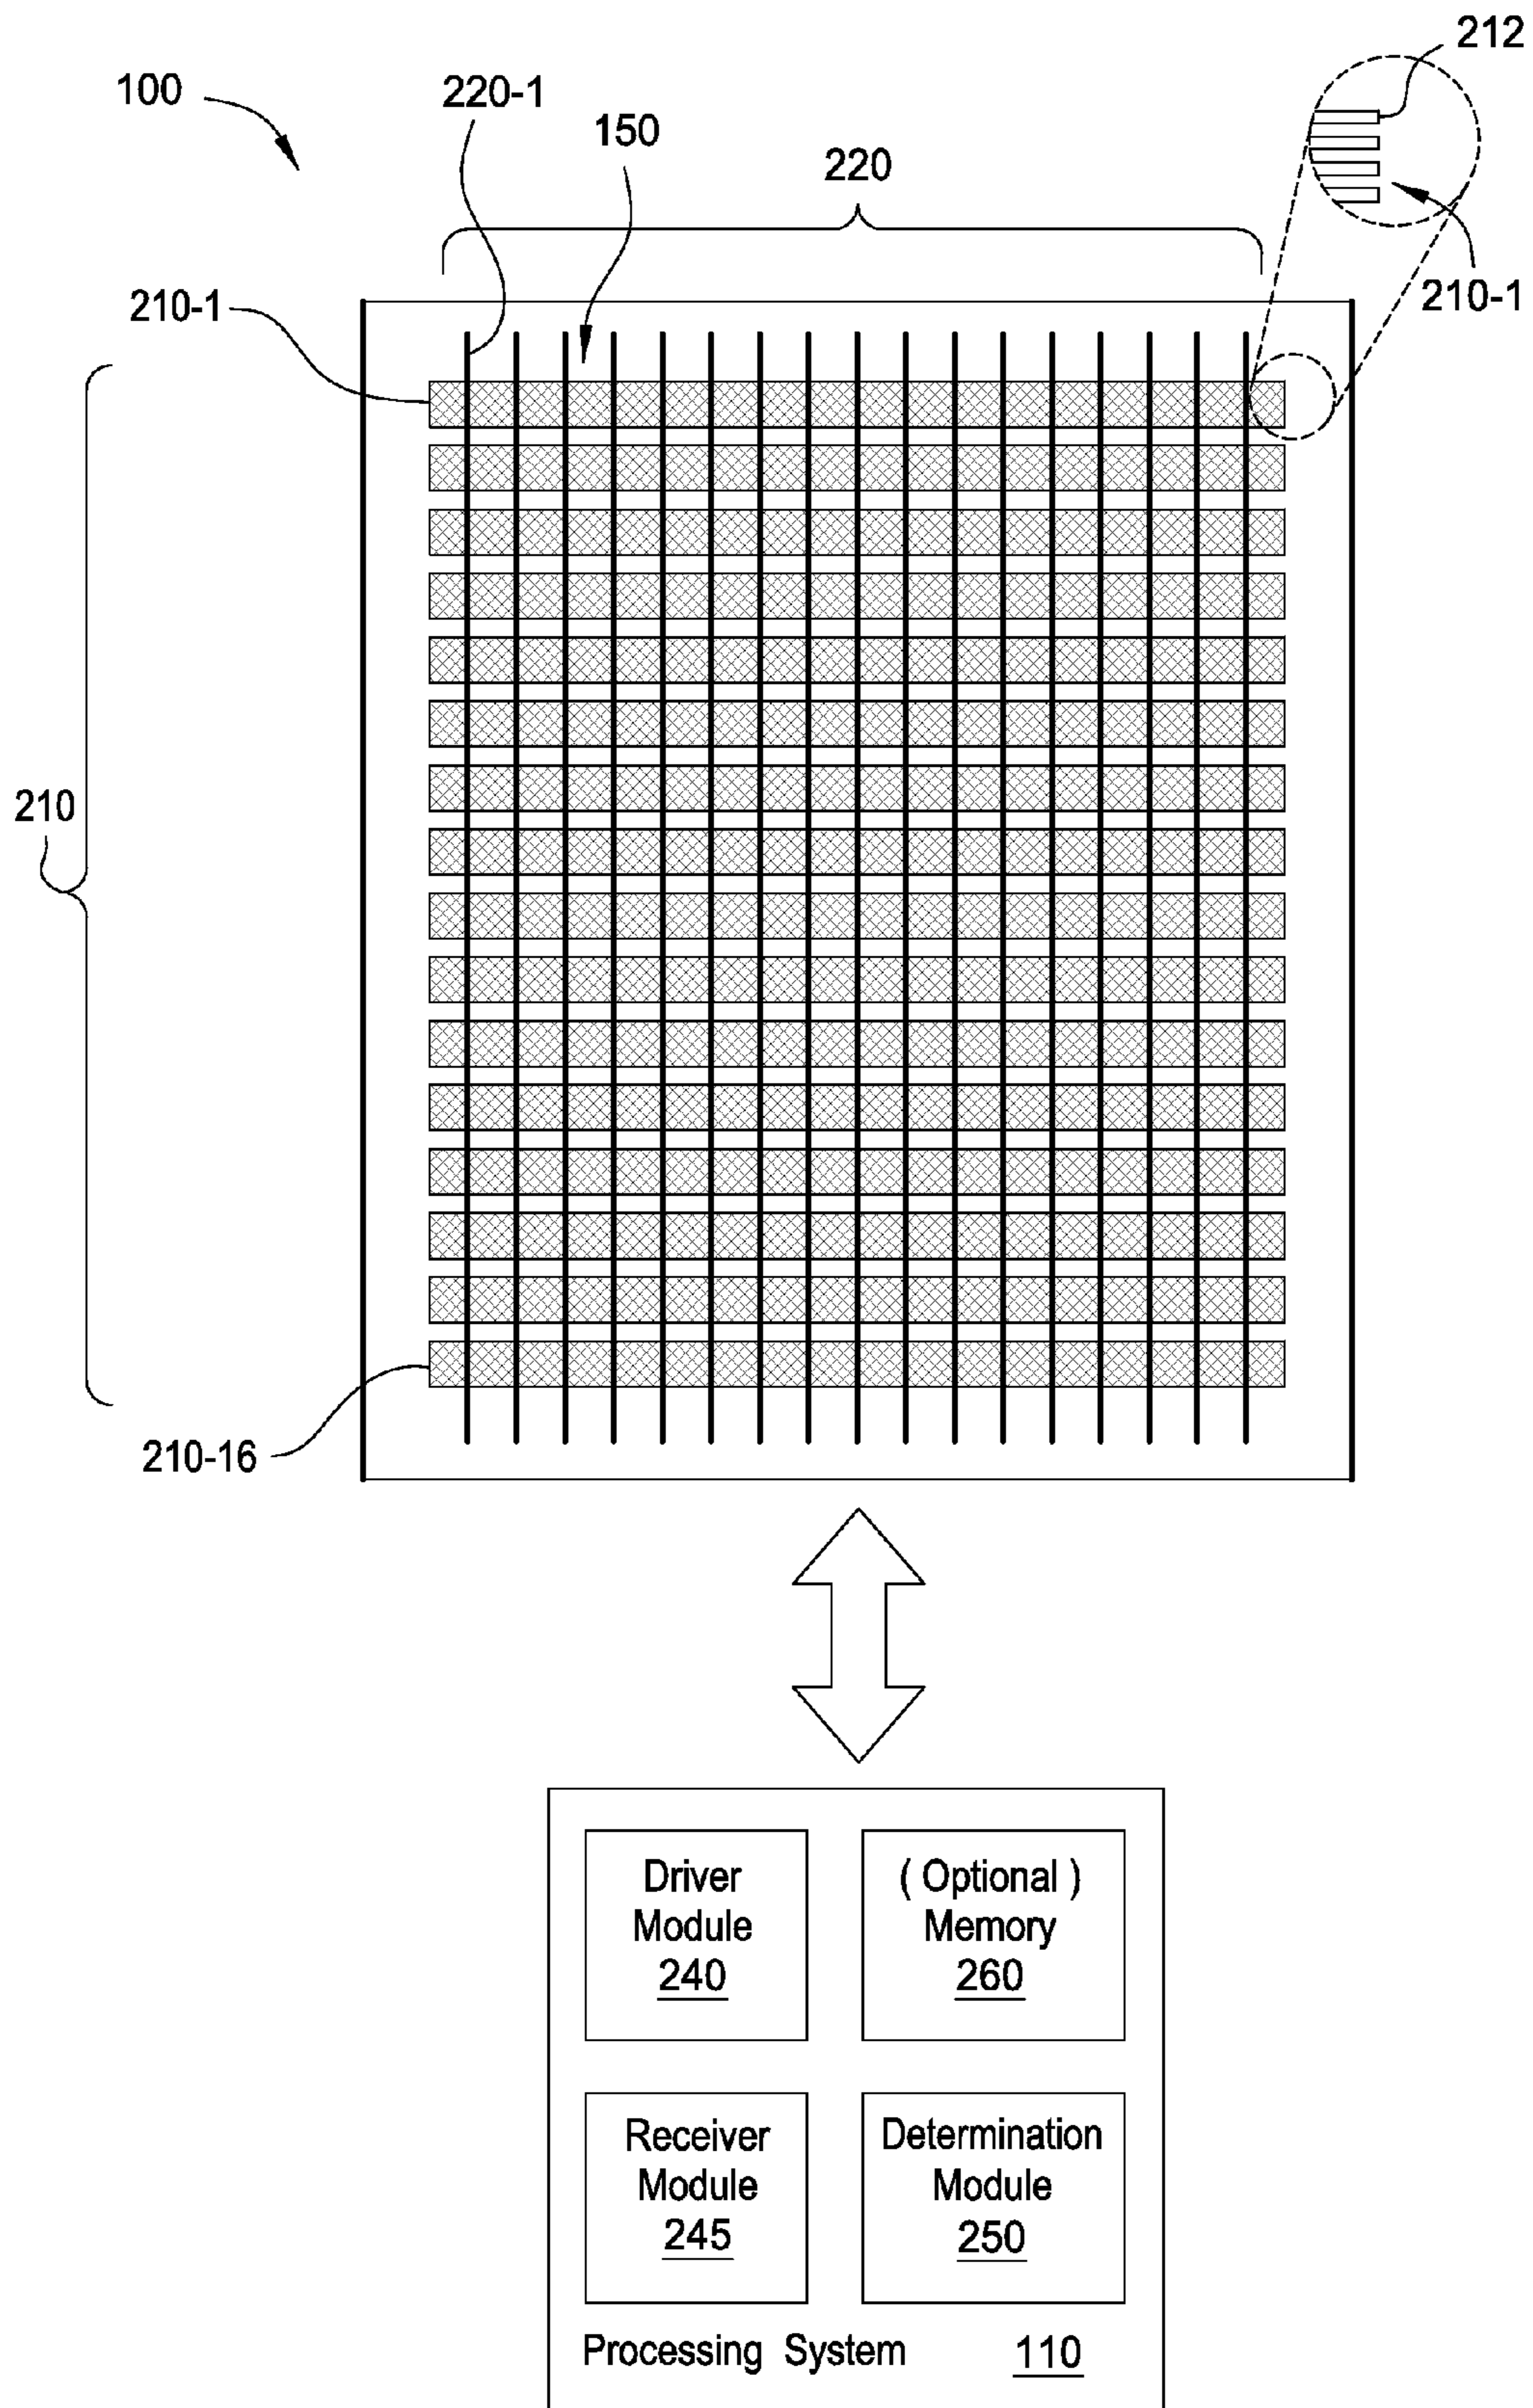 212
100
220-1
150
220
210-1
210-1
210
210-16
Driver
Module
240
( Optional )
Memory
260
Receiver
Module
245
Determination
Module
250
Processing System 110